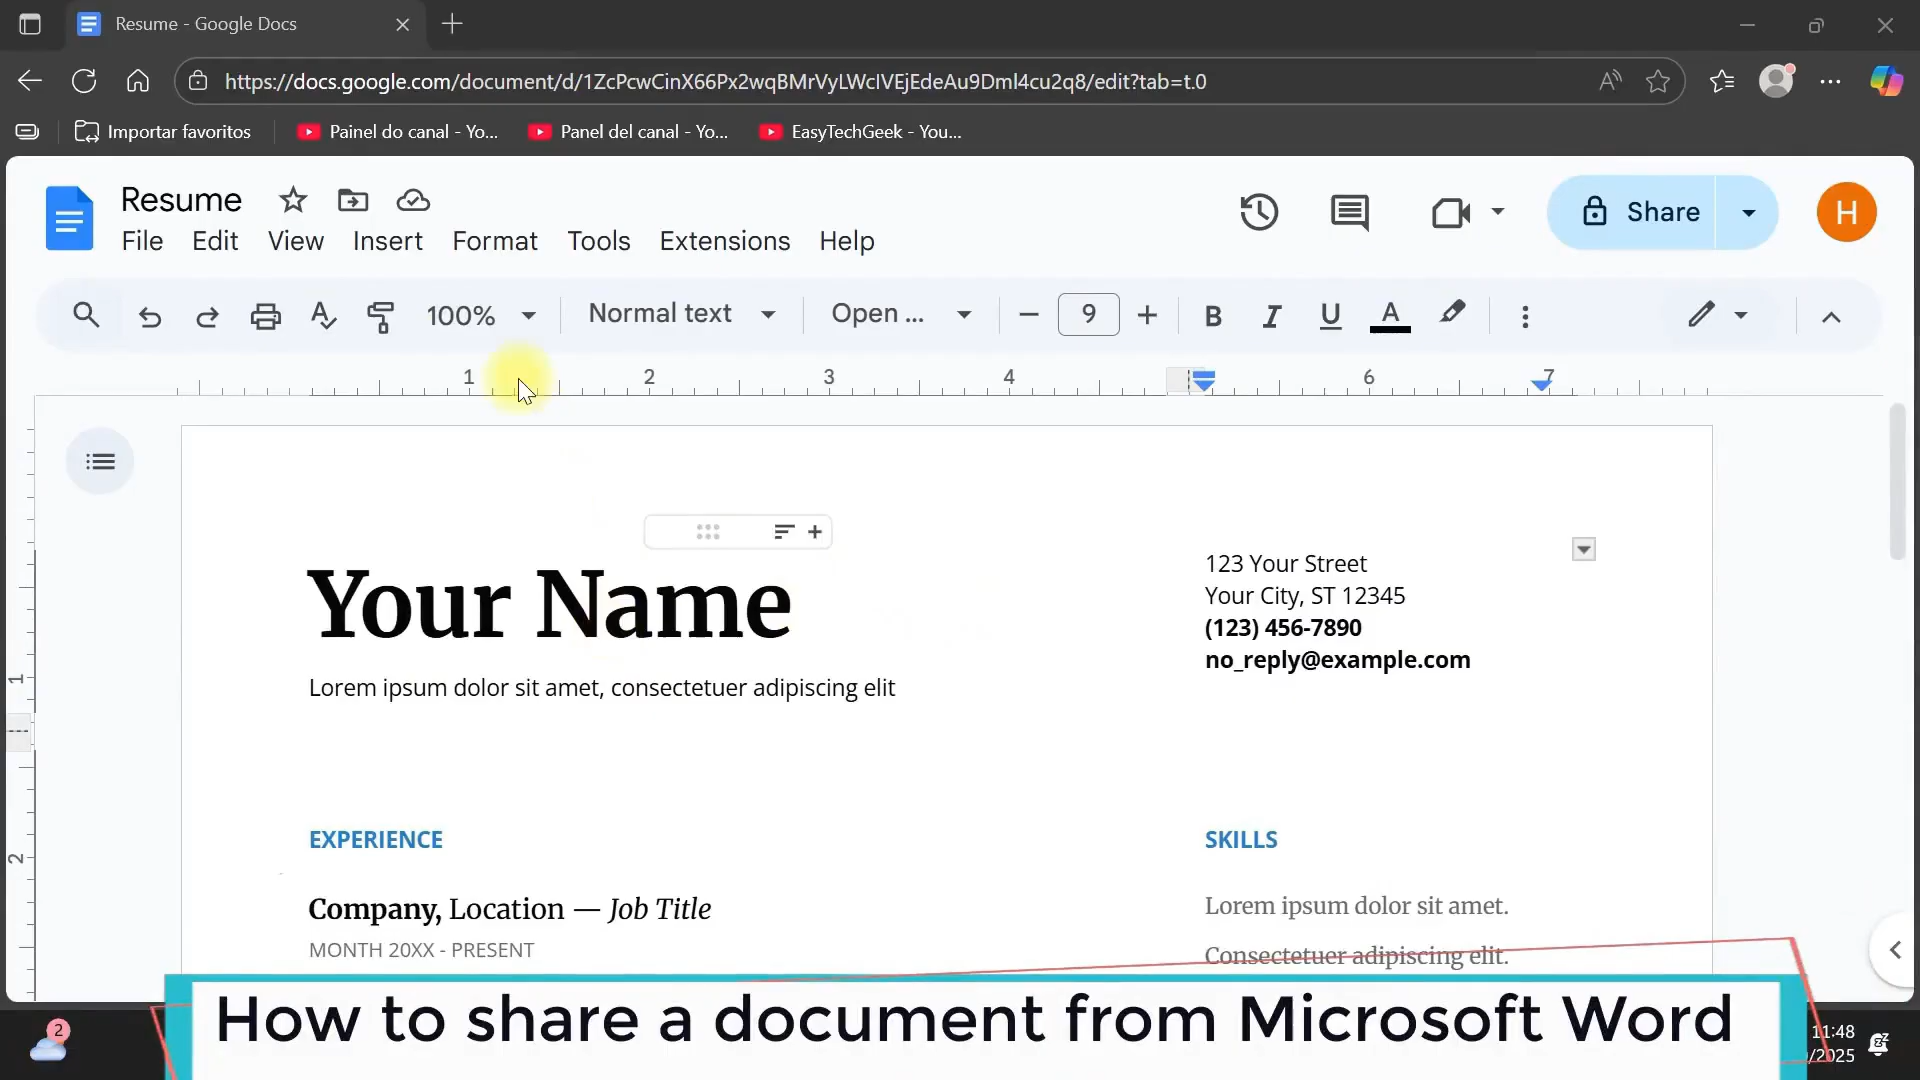 Resume - Google Docs
https://docs.google.com/document/d/1ZcPcwCinX66Px2wqBMrVyLWcIVEjEdeAu9Dml4cu2q8/edit?tab=t.0
Importar favoritos
Painel do canal - Yo...
Panel del canal - Yo...
EasyTechGeek - You...
Resume
File Edit View Insert Format Tools Extensions Help
Share
H
100%
Normal text
Open ...
9
B I U A
1 2 3 4 6 7
Your Name
Lorem ipsum dolor sit amet, consectetuer adipiscing elit
123 Your Street
Your City, ST 12345
(123) 456-7890
no_reply@example.com
1
2
EXPERIENCE
Company, Location — Job Title
MONTH 20XX - PRESENT
SKILLS
Lorem ipsum dolor sit amet.
Consectetuer adipiscing elit.
How to share a document from Microsoft Word
2
11:48
/2025